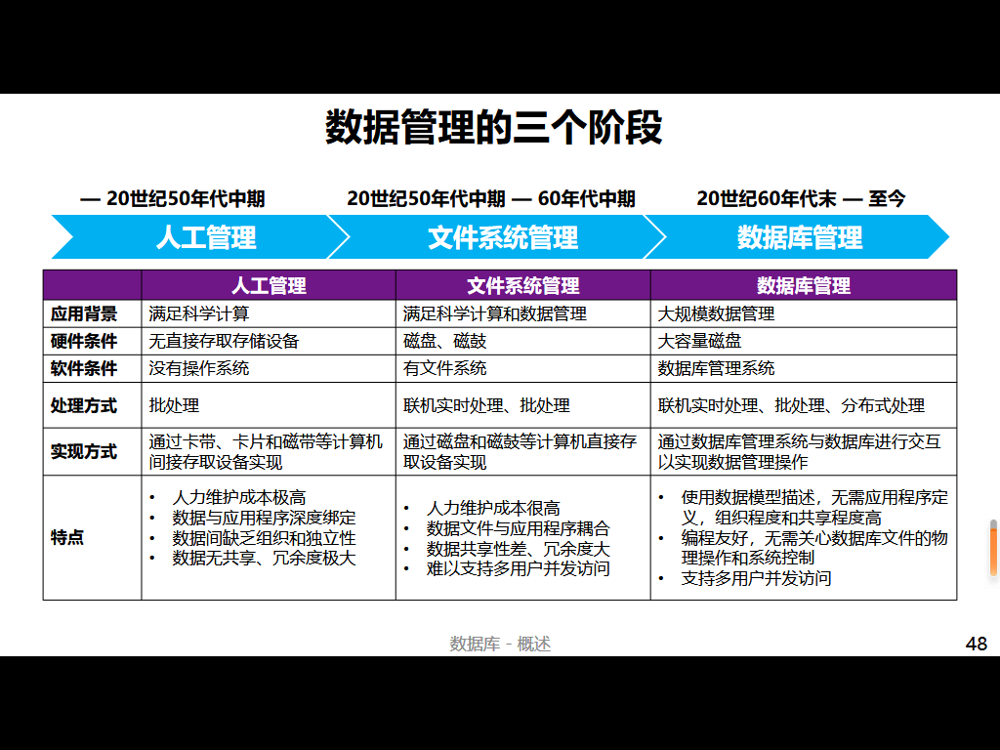 数据管理的三个阶段
— 20世纪50年代中期
20世纪50年代中期 — 60年代中期
20世纪60年代末 — 至今
人工管理
文件系统管理
数据库管理
人工管理
文件系统管理
数据库管理
应用背景
满足科学计算
满足科学计算和数据管理
大规模数据管理
硬件条件
无直接存取存储设备
磁盘、磁鼓
大容量磁盘
软件条件
没有操作系统
有文件系统
数据库管理系统
处理方式
批处理
联机实时处理、批处理
联机实时处理、批处理、分布式处理
实现方式
通过卡带、卡片和磁带等计算机
间接存取设备实现
通过磁盘和磁鼓等计算机直接存
取设备实现
通过数据库管理系统与数据库进行交互
以实现数据管理操作
特点
• 人力维护成本极高
• 数据与应用程序深度绑定
• 数据间缺乏组织和独立性
• 数据无共享、冗余度极大
• 人力维护成本很高
• 数据文件与应用程序耦合
• 数据共享性差、冗余度大
• 难以支持多用户并发访问
• 使用数据模型描述，无需应用程序定
义，组织程度和共享程度高
• 编程友好，无需关心数据库文件的物
理操作和系统控制
• 支持多用户并发访问
数据库 - 概述
48